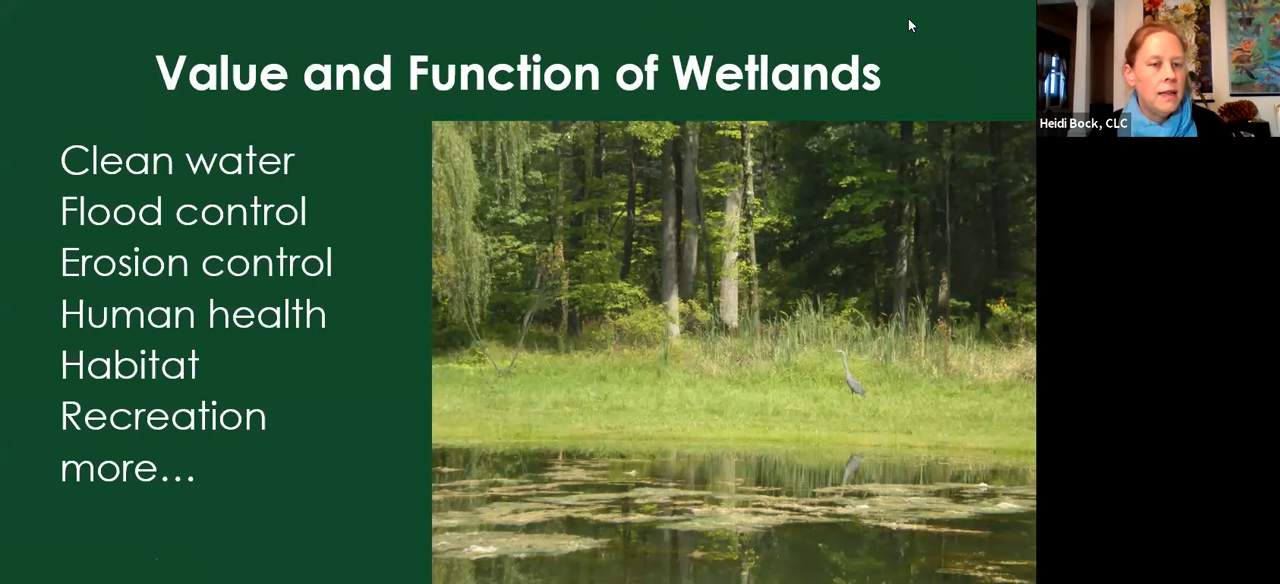 Value and Function of Wetlands
Clean water
Flood control
Erosion control
Human health
Habitat
Recreation
more...
Heidi Bock, CLC